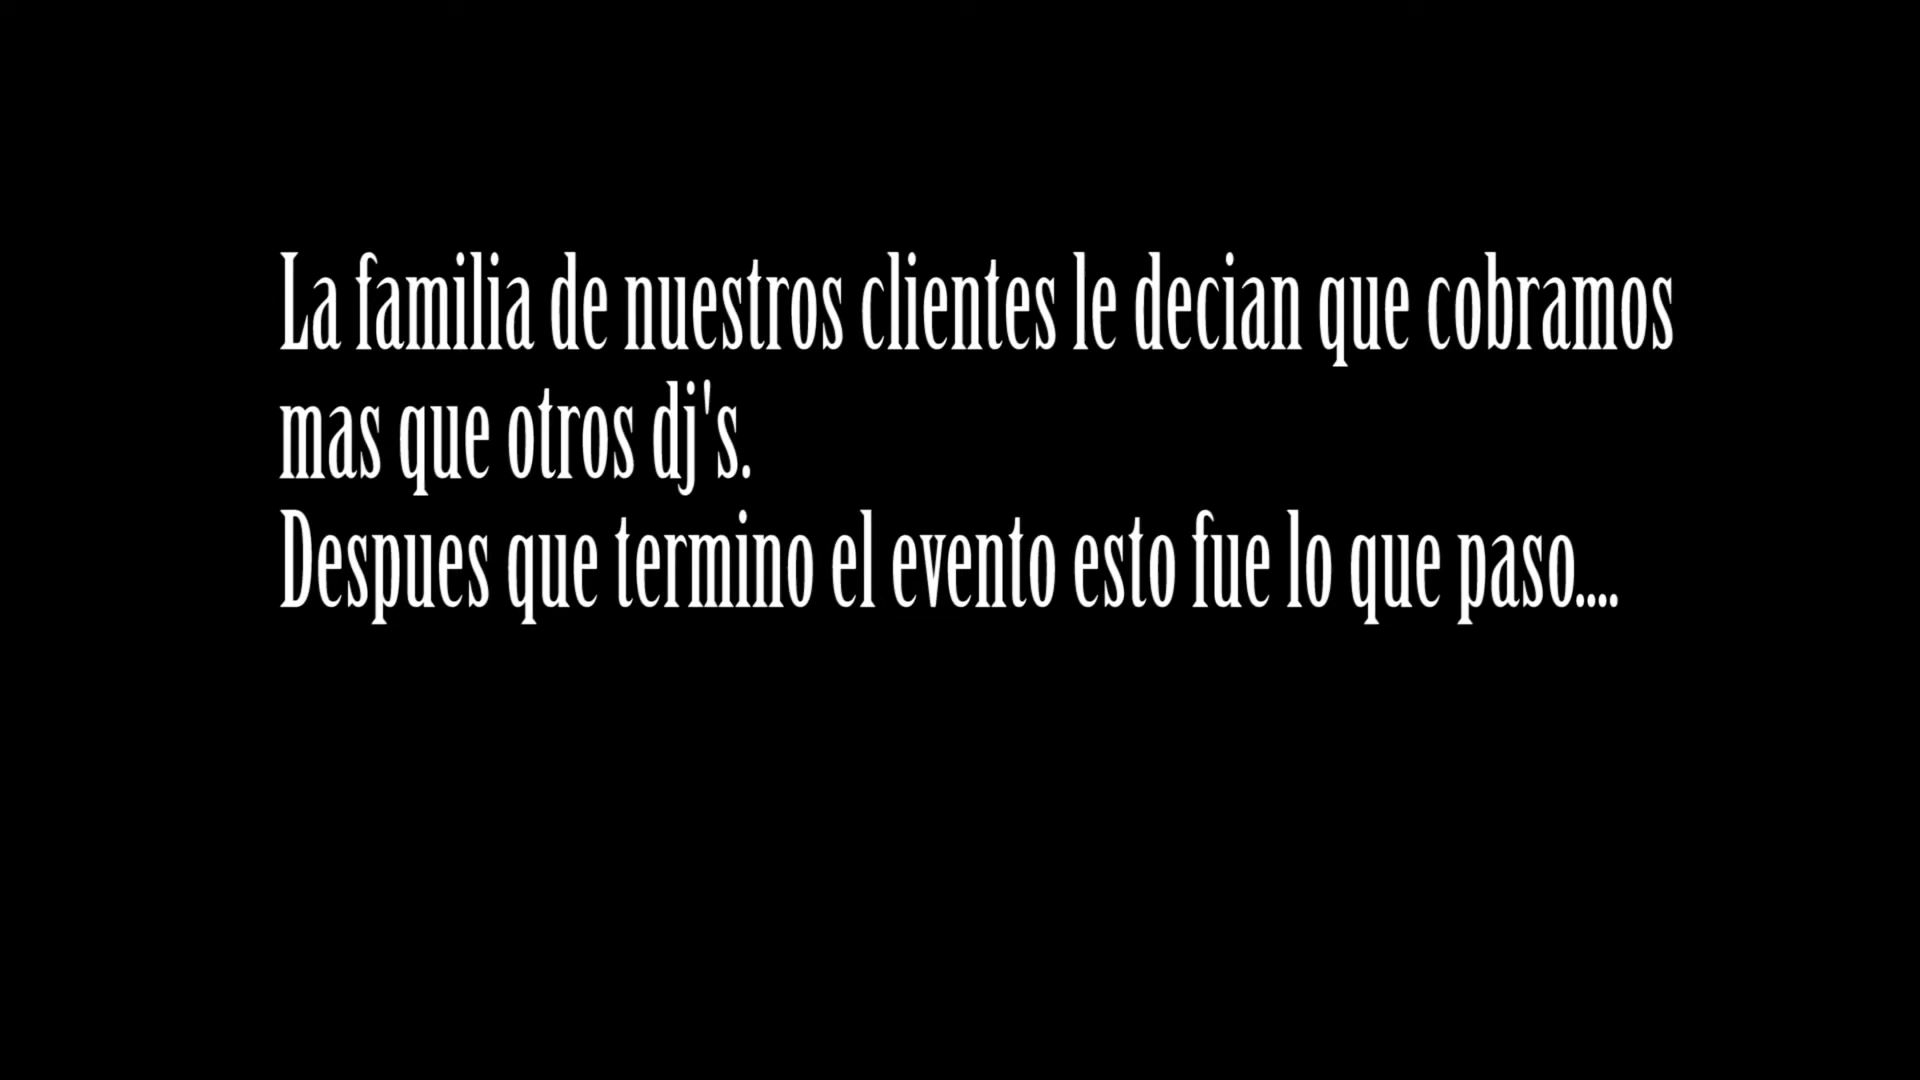 La familia de nuestros clientes le decian que cobramos
mas que otros dj's.
Despues que termino el evento esto fue lo que paso....